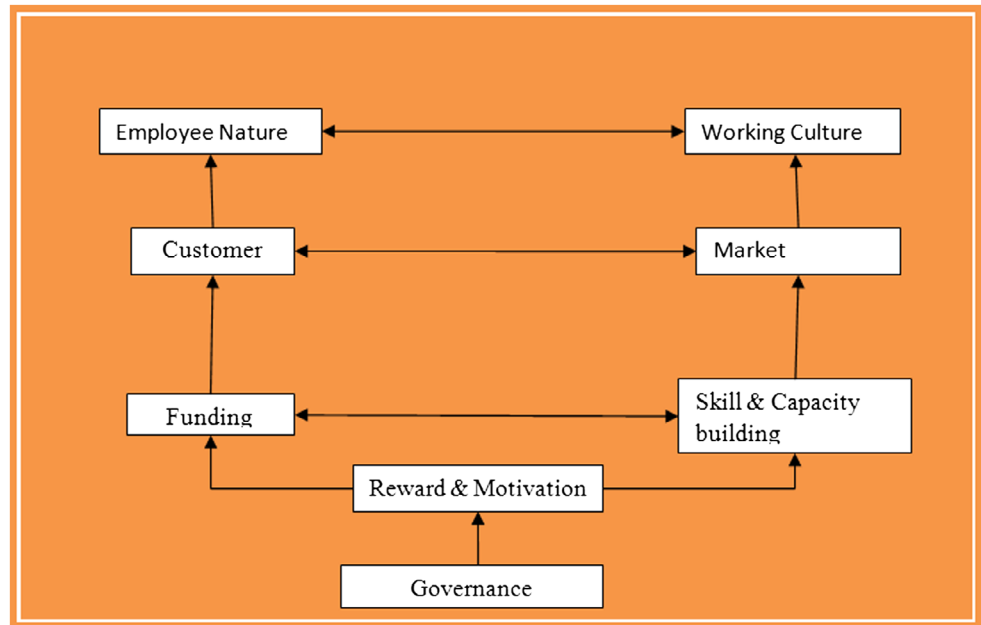 Employee Nature
Working Culture
Customer
Market
Funding
Skill & Capacity
building
Reward & Motivation
Governance